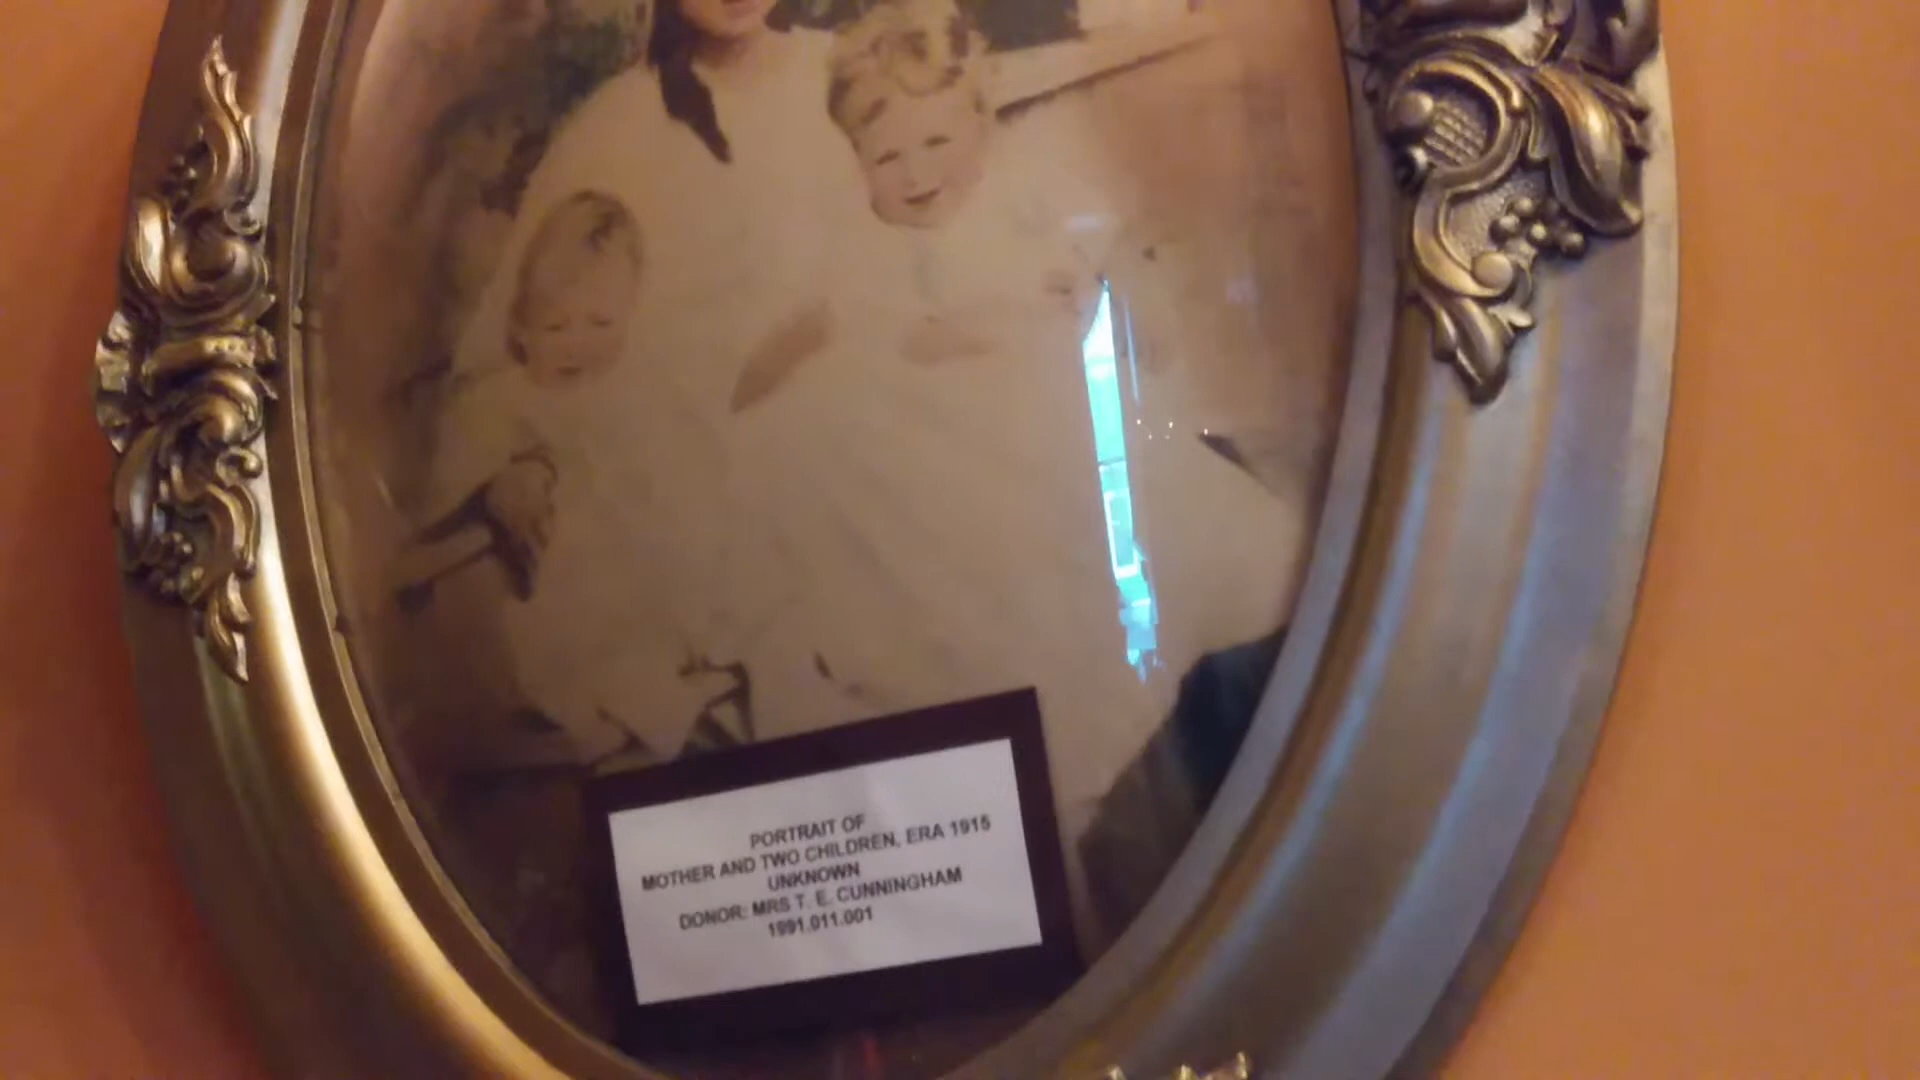 PORTRAIT OF
MOTHER AND TWO CHILDREN, ERA 1915
UNKNOWN
DONOR: MRS T. E. CUNNINGHAM
1991.011.001